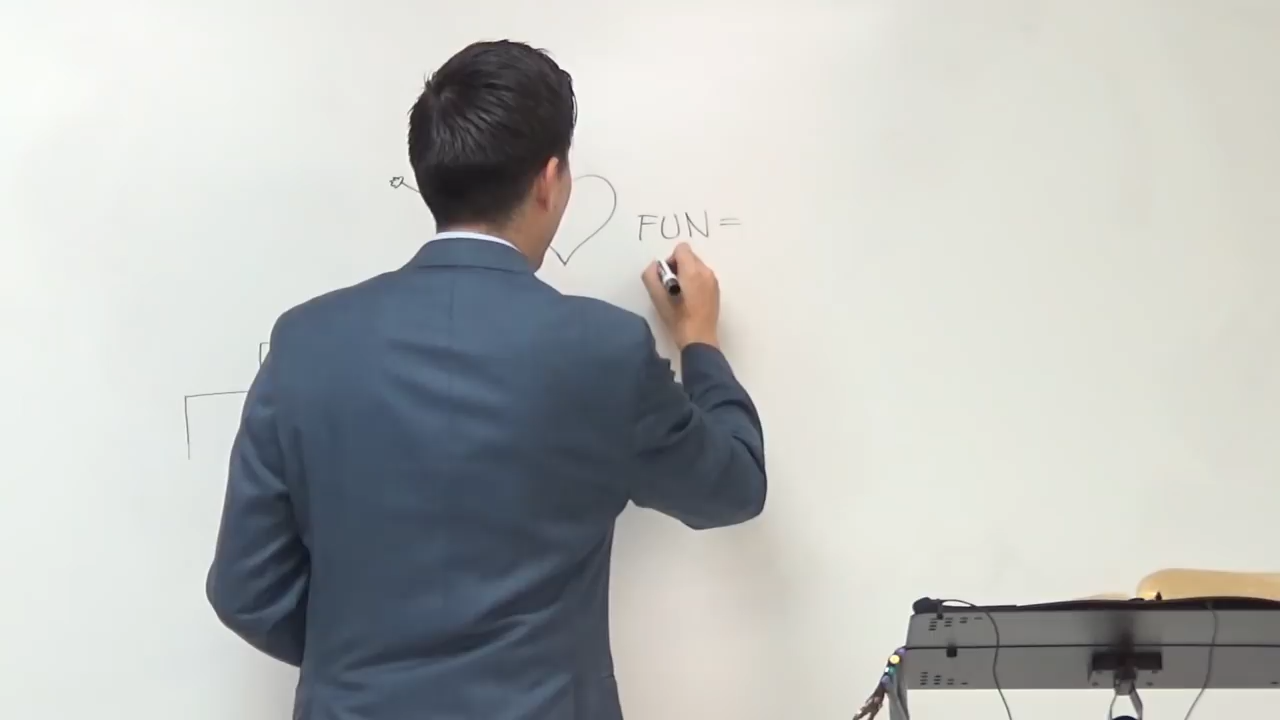 FUN =